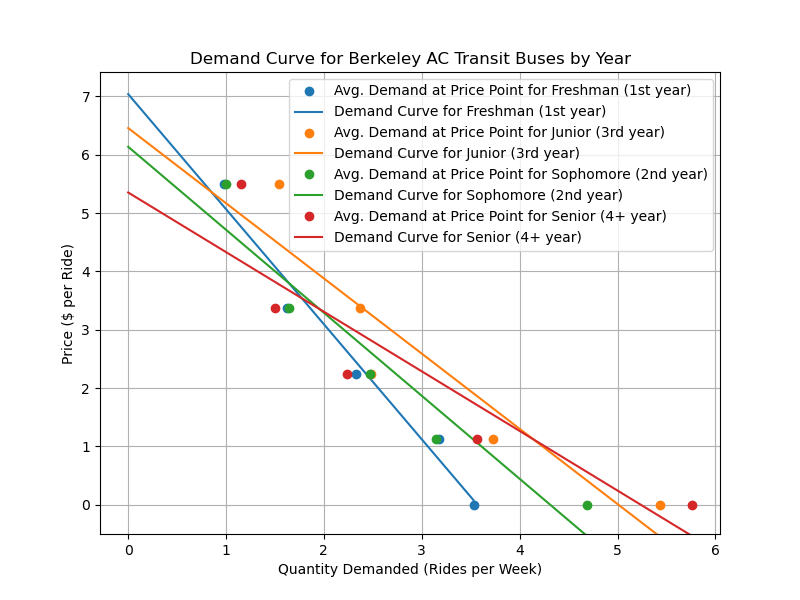 Demand Curve for Berkeley AC Transit Buses by Year
Avg. Demand at Price Point for Freshman (1st year)
Demand Curve for Freshman (1st year)
Avg. Demand at Price Point for Junior (3rd year)
Demand Curve for Junior (3rd year)
Avg. Demand at Price Point for Sophomore (2nd year)
Demand Curve for Sophomore (2nd year)
Avg. Demand at Price Point for Senior (4+ year)
Demand Curve for Senior (4+ year)
Price ($ per Ride)
7
6
5
4
3
2
1
0
0 1 2 3 4 5 6
Quantity Demanded (Rides per Week)